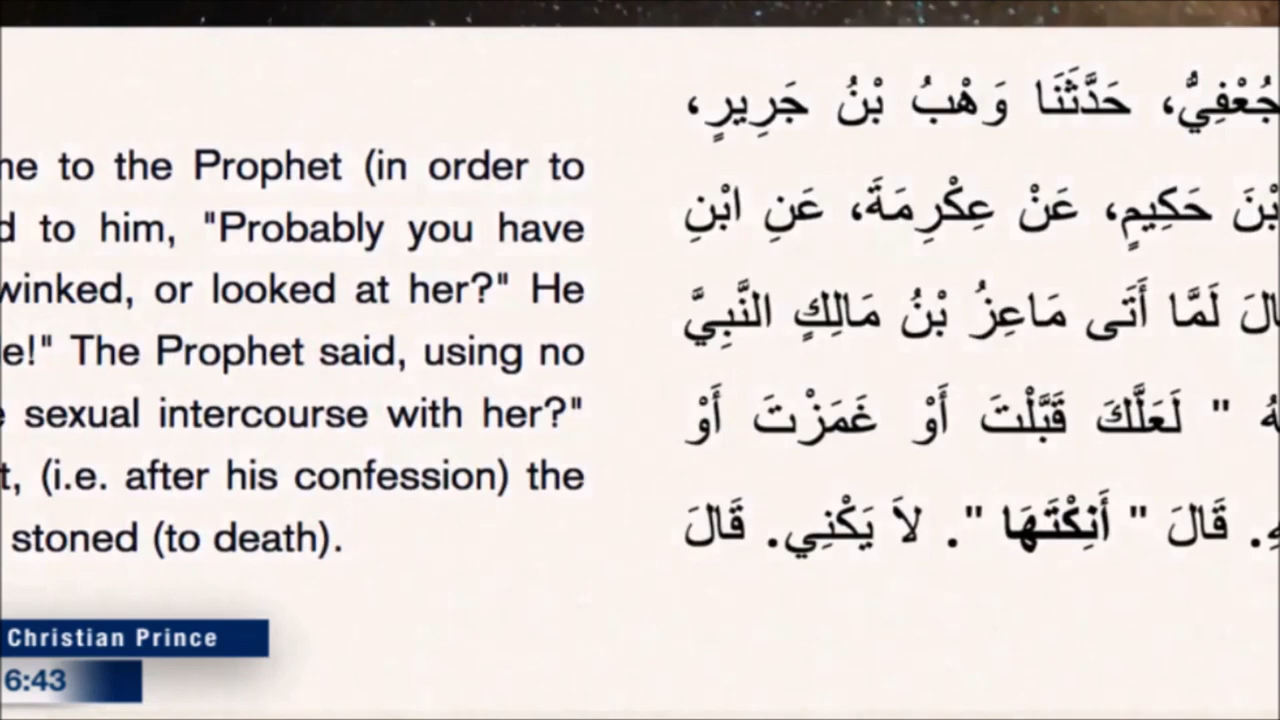 ne to the Prophet (in order to
d to him, "Probably you have
winked, or looked at her?" He
e!" The Prophet said, using no
e sexual intercourse with her?"
t, (i.e. after his confession) the
stoned (to death).
جُعْفِيُّ، حَدَّثَنَا وَهْبُ بْنُ جَرِيرٍ،
بْنَ حَكِيمٍ، عَنْ عِكْرِمَةَ، عَنِ ابْنِ
الَ لَمَّا أَتَى مَاعِزُ بْنُ مَالِكٍ النَّبِيَّ
هُ " لَعَلَّكَ قَبَّلْتَ أَوْ غَمَزْتَ أَوْ
. قَالَ " أَنِكْتَهَا ". لاَ يَكْنِي. قَالَ
Christian Prince
6:43